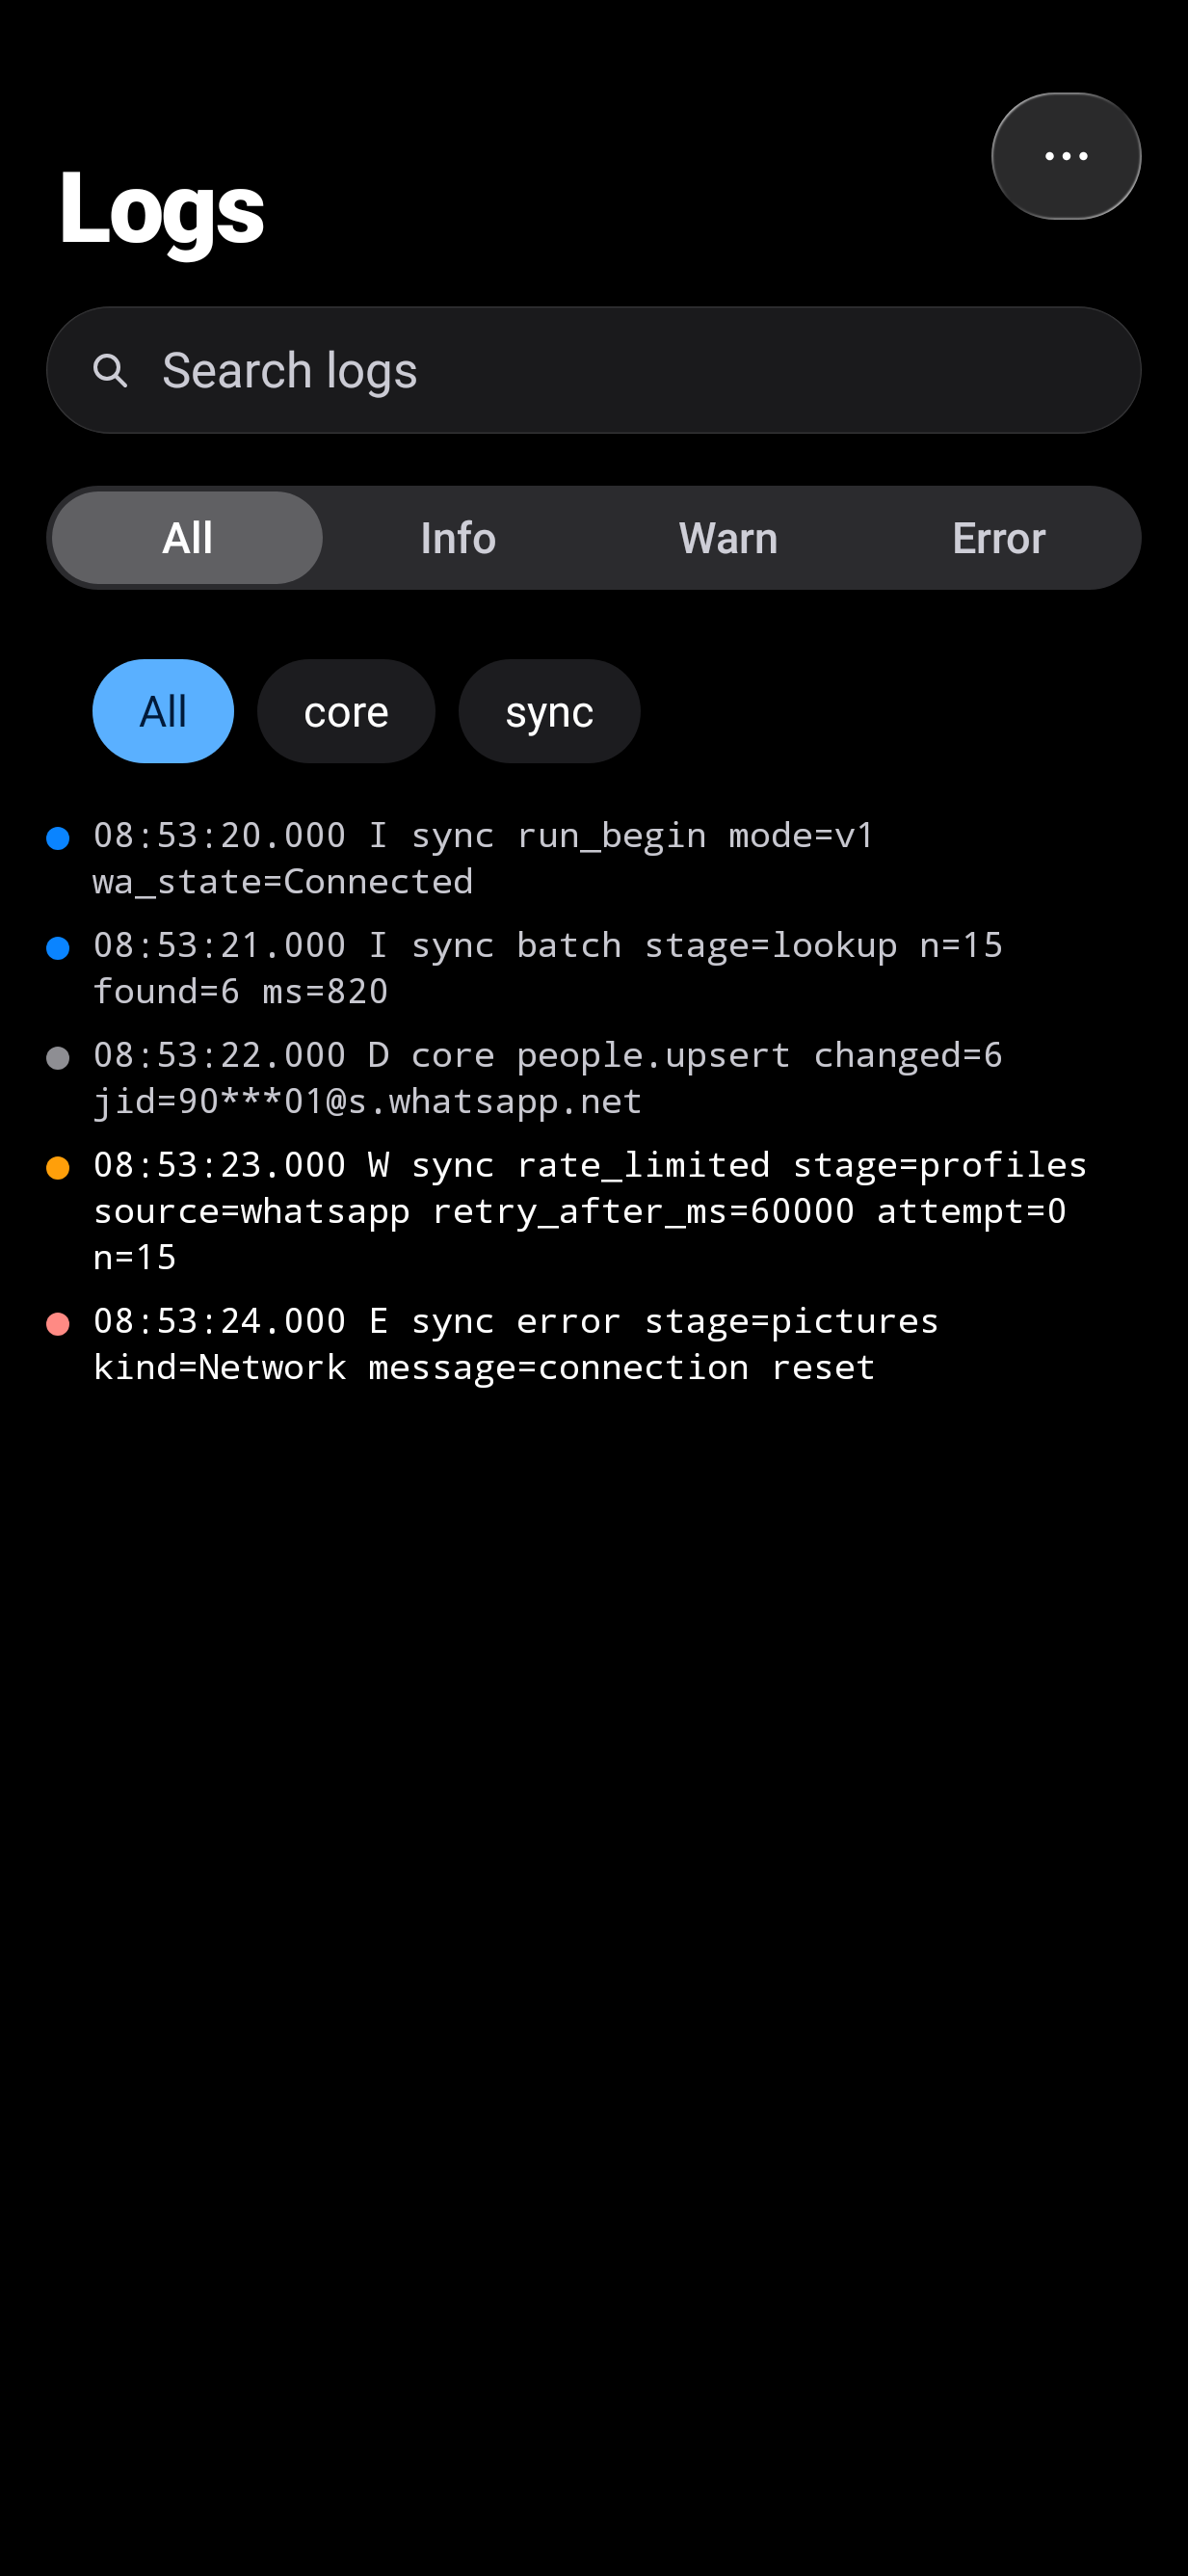 Logs
Search logs
All Info Warn Error
All core sync
08:53:20.000 I sync run_begin mode=v1
wa_state=Connected
08:53:21.000 I sync batch stage=lookup n=15
found=6 ms=820
08:53:22.000 D core people.upsert changed=6
jid=90***01@s.whatsapp.net
08:53:23.000 W sync rate_limited stage=profiles
source=whatsapp retry_after_ms=60000 attempt=0
n=15
08:53:24.000 E sync error stage=pictures
kind=Network message=connection reset